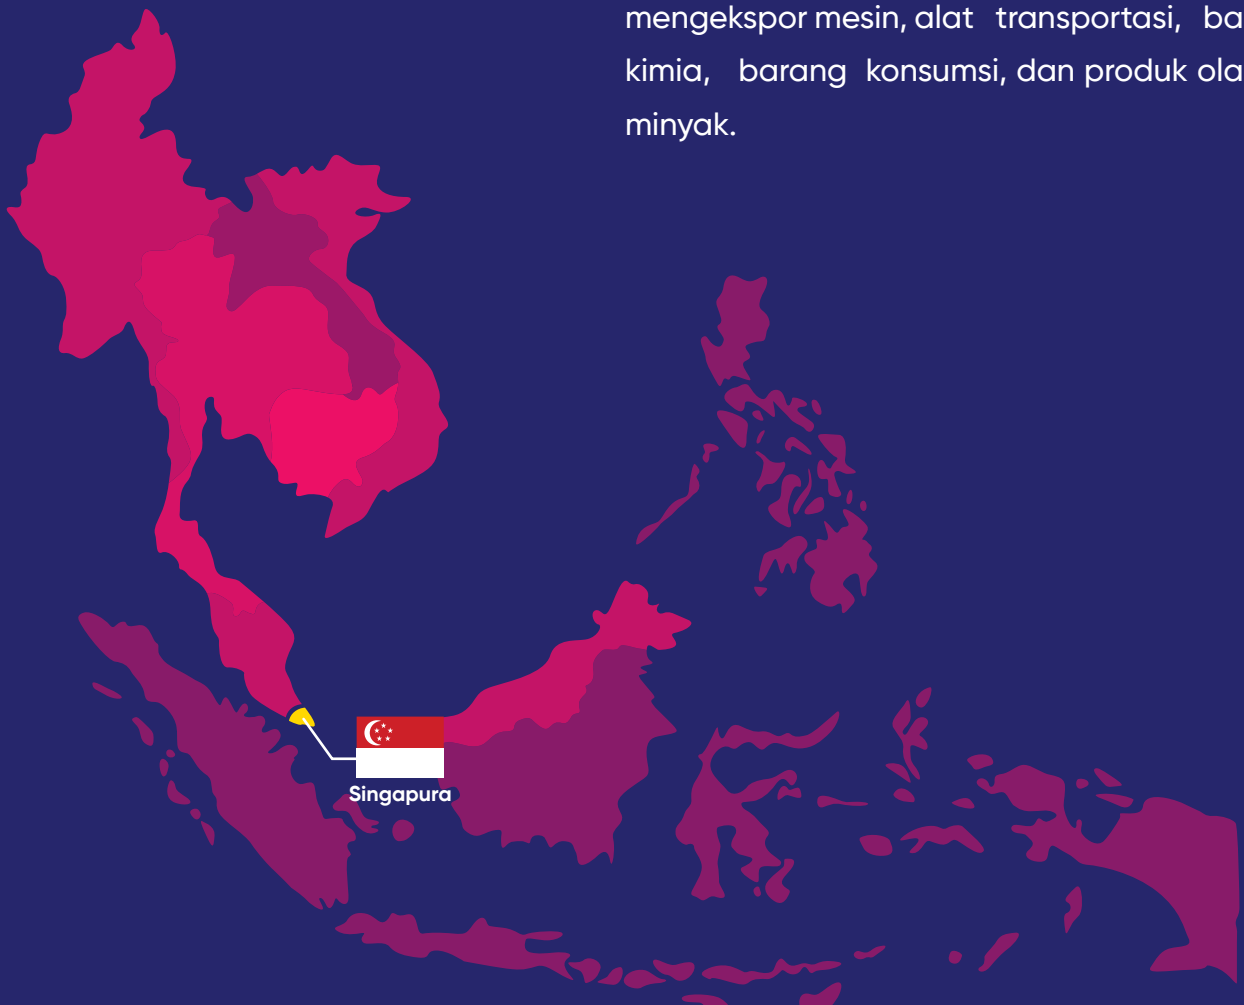 mengekspor mesin, alat transportasi, ba
kimia, barang konsumsi, dan produk ola
minyak.
Singapura